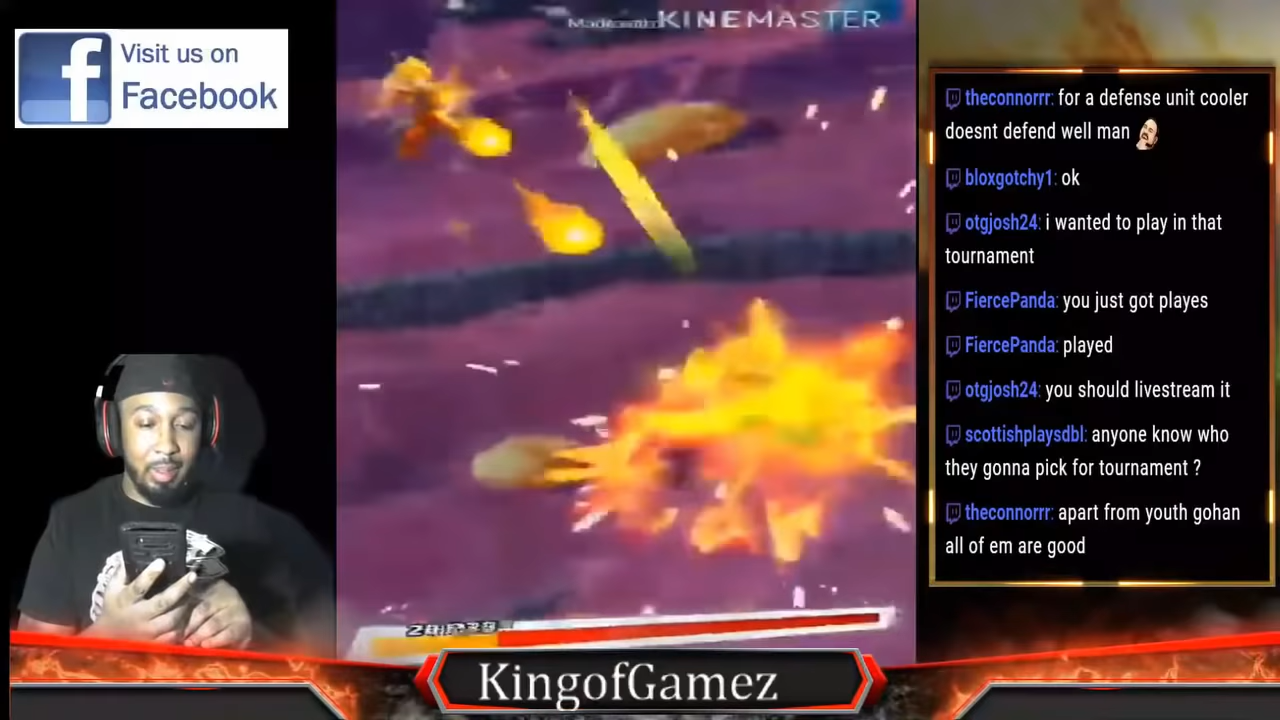 Made with KINEMASTER
f Visit us on
Facebook
theconnorrr: for a defense unit cooler
doesnt defend well man
bloxgotchy1: ok
otgjosh24: i wanted to play in that
tournament
FiercePanda: you just got playes
FiercePanda: played
otgjosh24: you should livestream it
scottishplaysdbl: anyone know who
they gonna pick for tournament ?
theconnorrr: apart from youth gohan
all of em are good
KingofGamez